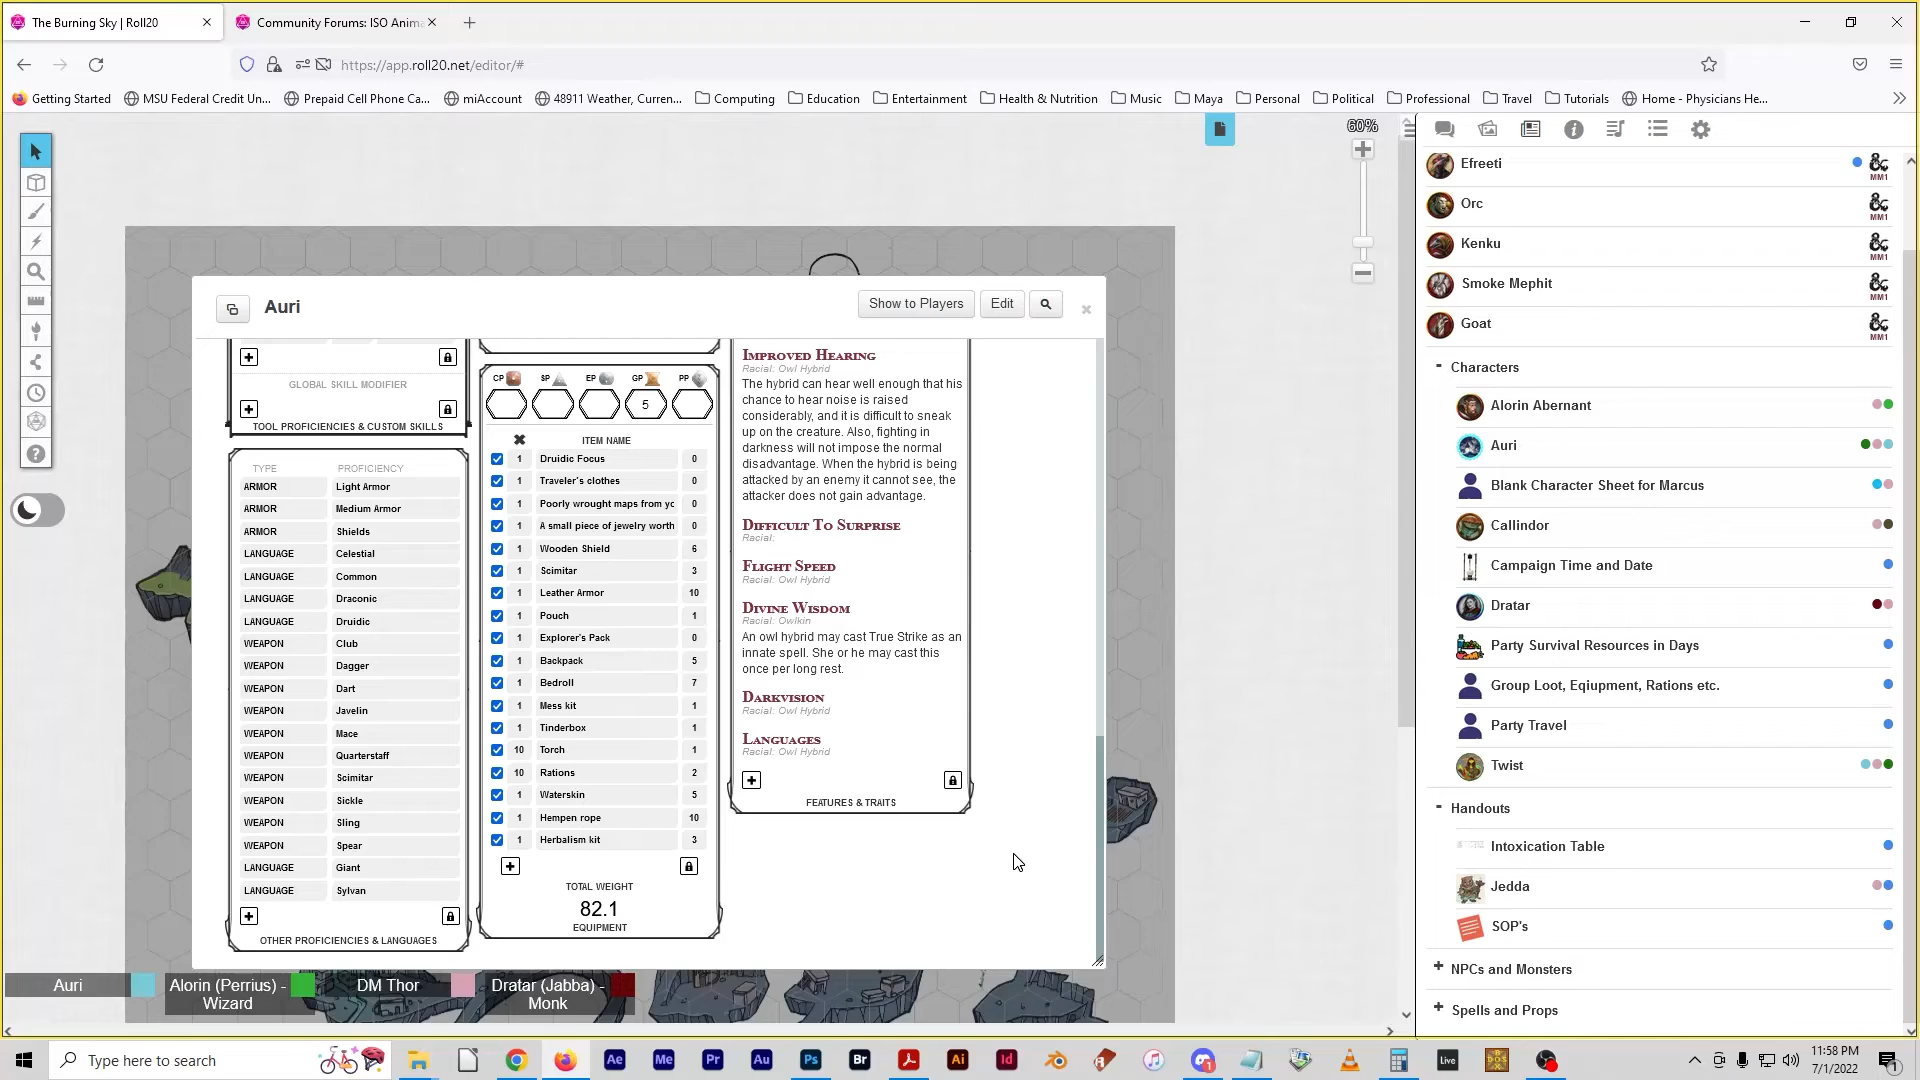 The Burning Sky | Roll20
Community Forums: ISO Anima
https://app.roll20.net/editor/#
Getting Started
MSU Federal Credit Un...
Prepaid Cell Phone Ca...
miAccount
48911 Weather, Curren...
Computing
Education
Entertainment
Health & Nutrition
Music
Maya
Personal
Political
Professional
Travel
Tutorials
Home - Physicians He...
60%
Auri
Show to Players
Edit
GLOBAL SKILL MODIFIER
TOOL PROFICIENCIES & CUSTOM SKILLS
TYPE PROFICIENCY
ARMOR Light Armor
ARMOR Medium Armor
ARMOR Shields
LANGUAGE Celestial
LANGUAGE Common
LANGUAGE Draconic
LANGUAGE Druidic
WEAPON Club
WEAPON Dagger
WEAPON Dart
WEAPON Javelin
WEAPON Mace
WEAPON Quarterstaff
WEAPON Scimitar
WEAPON Sickle
WEAPON Sling
WEAPON Spear
LANGUAGE Giant
LANGUAGE Sylvan
OTHER PROFICIENCIES & LANGUAGES
CP SP EP GP PP
5
ITEM NAME
1 Druidic Focus 0
1 Traveler's clothes 0
1 Poorly wrought maps from yc 0
1 A small piece of jewelry worth 0
1 Wooden Shield 6
1 Scimitar 3
1 Leather Armor 10
1 Pouch 1
1 Explorer's Pack 0
1 Backpack 5
1 Bedroll 7
1 Mess kit 1
1 Tinderbox 1
10 Torch 1
10 Rations 2
1 Waterskin 5
1 Hempen rope 10
1 Herbalism kit 3
TOTAL WEIGHT
82.1
EQUIPMENT
IMPROVED HEARING
Racial: Owl Hybrid
The hybrid can hear well enough that his
chance to hear noise is raised
considerably, and it is difficult to sneak
up on the creature. Also, fighting in
darkness will not impose the normal
disadvantage. When the hybrid is being
attacked by an enemy it cannot see, the
attacker does not gain advantage.
DIFFICULT TO SURPRISE
Racial:
FLIGHT SPEED
Racial: Owl Hybrid
DIVINE WISDOM
Racial: Owlkin
An owl hybrid may cast True Strike as an
innate spell. She or he may cast this
once per long rest.
DARKVISION
Racial: Owl Hybrid
LANGUAGES
Racial: Owl Hybrid
FEATURES & TRAITS
Auri
Alorin (Perrius) -
Wizard
DM Thor
Dratar (Jabba) -
Monk
Efreeti
MM1
Orc
MM1
Kenku
MM1
Smoke Mephit
MM1
Goat
MM1
Characters
Alorin Abernant
Auri
Blank Character Sheet for Marcus
Callindor
Campaign Time and Date
Dratar
Party Survival Resources in Days
Group Loot, Eqiupment, Rations etc.
Party Travel
Twist
Handouts
Intoxication Table
Jedda
SOP's
NPCs and Monsters
Spells and Props
Type here to search
Ae
Me
Pr
Au
Ps
Br
Ai
Id
Live
DOS
11:58 PM
7/1/2022